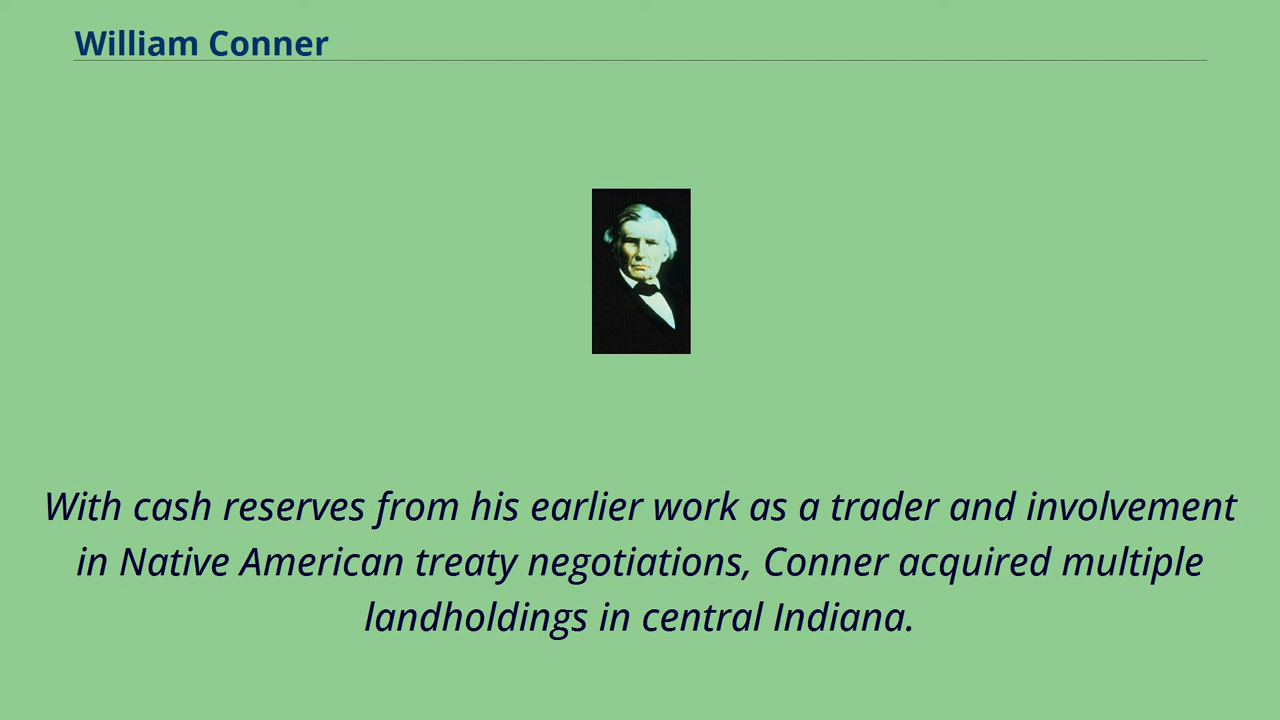 William Conner
With cash reserves from his earlier work as a trader and involvement
in Native American treaty negotiations, Conner acquired multiple
landholdings in central Indiana.